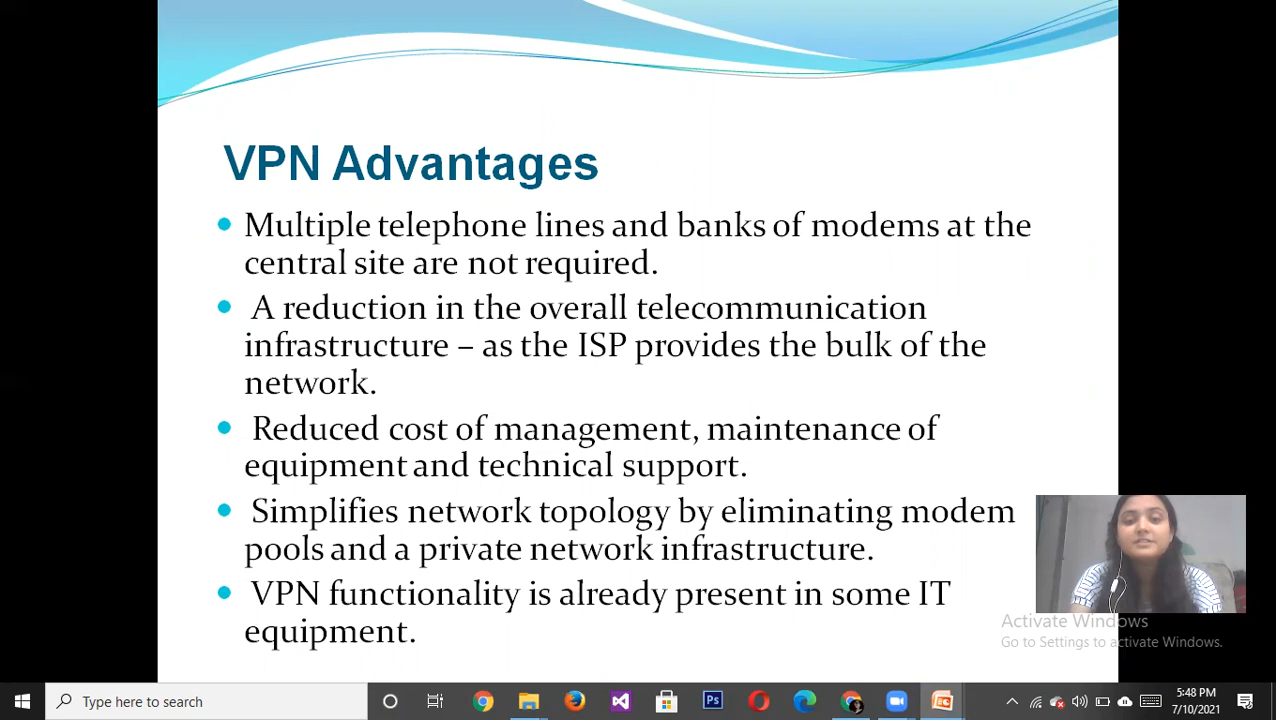 VPN Advantages
Multiple telephone lines and banks of modems at the
central site are not required.
A reduction in the overall telecommunication
infrastructure – as the ISP provides the bulk of the
network.
Reduced cost of management, maintenance of
equipment and technical support.
Simplifies network topology by eliminating modem
pools and a private network infrastructure.
VPN functionality is already present in some IT
equipment.
Activate Windows
Go to Settings to activate Windows.
Type here to search
Ps
5:48 PM
7/10/2021